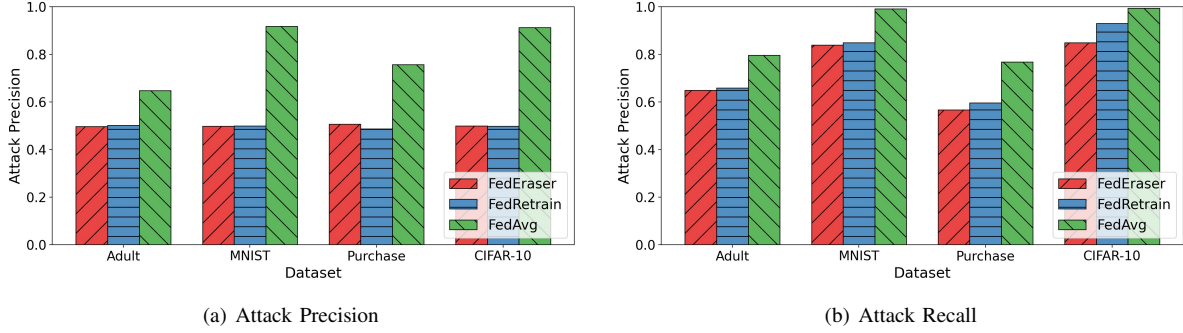 1.0
0.8
0.6
0.4
0.2
0.0
Attack Precision
FedEraser
FedRetrain
FedAvg
Adult
MNIST
Purchase
CIFAR-10
Dataset
(a) Attack Precision
1.0
0.8
0.6
0.4
0.2
0.0
Attack Precision
FedEraser
FedRetrain
FedAvg
Adult
MNIST
Purchase
CIFAR-10
Dataset
(b) Attack Recall